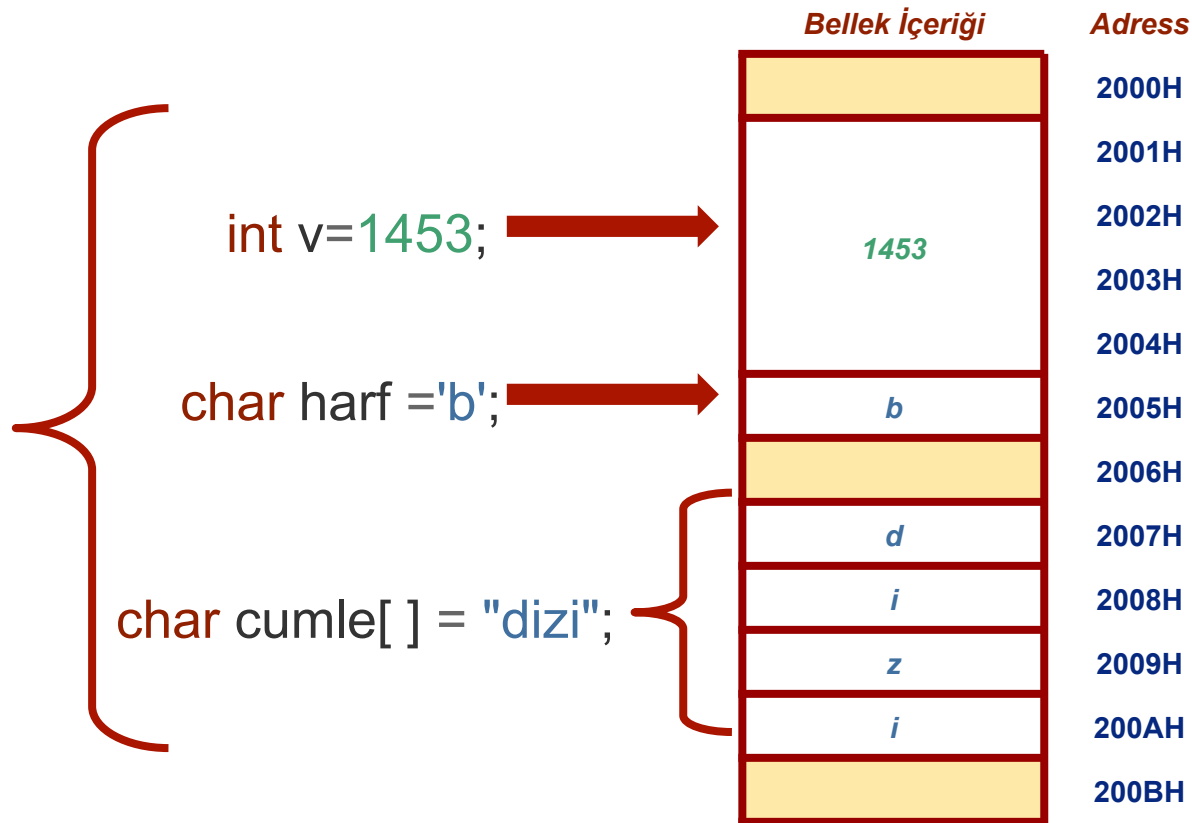 Bellek İçeriği Adress
2000H
2001H
int v=1453; 2002H
1453
2003H
2004H
char harf ='b'; b 2005H
2006H
d 2007H
char cumle[ ] = "dizi"; i 2008H
z 2009H
i 200AH
200BH